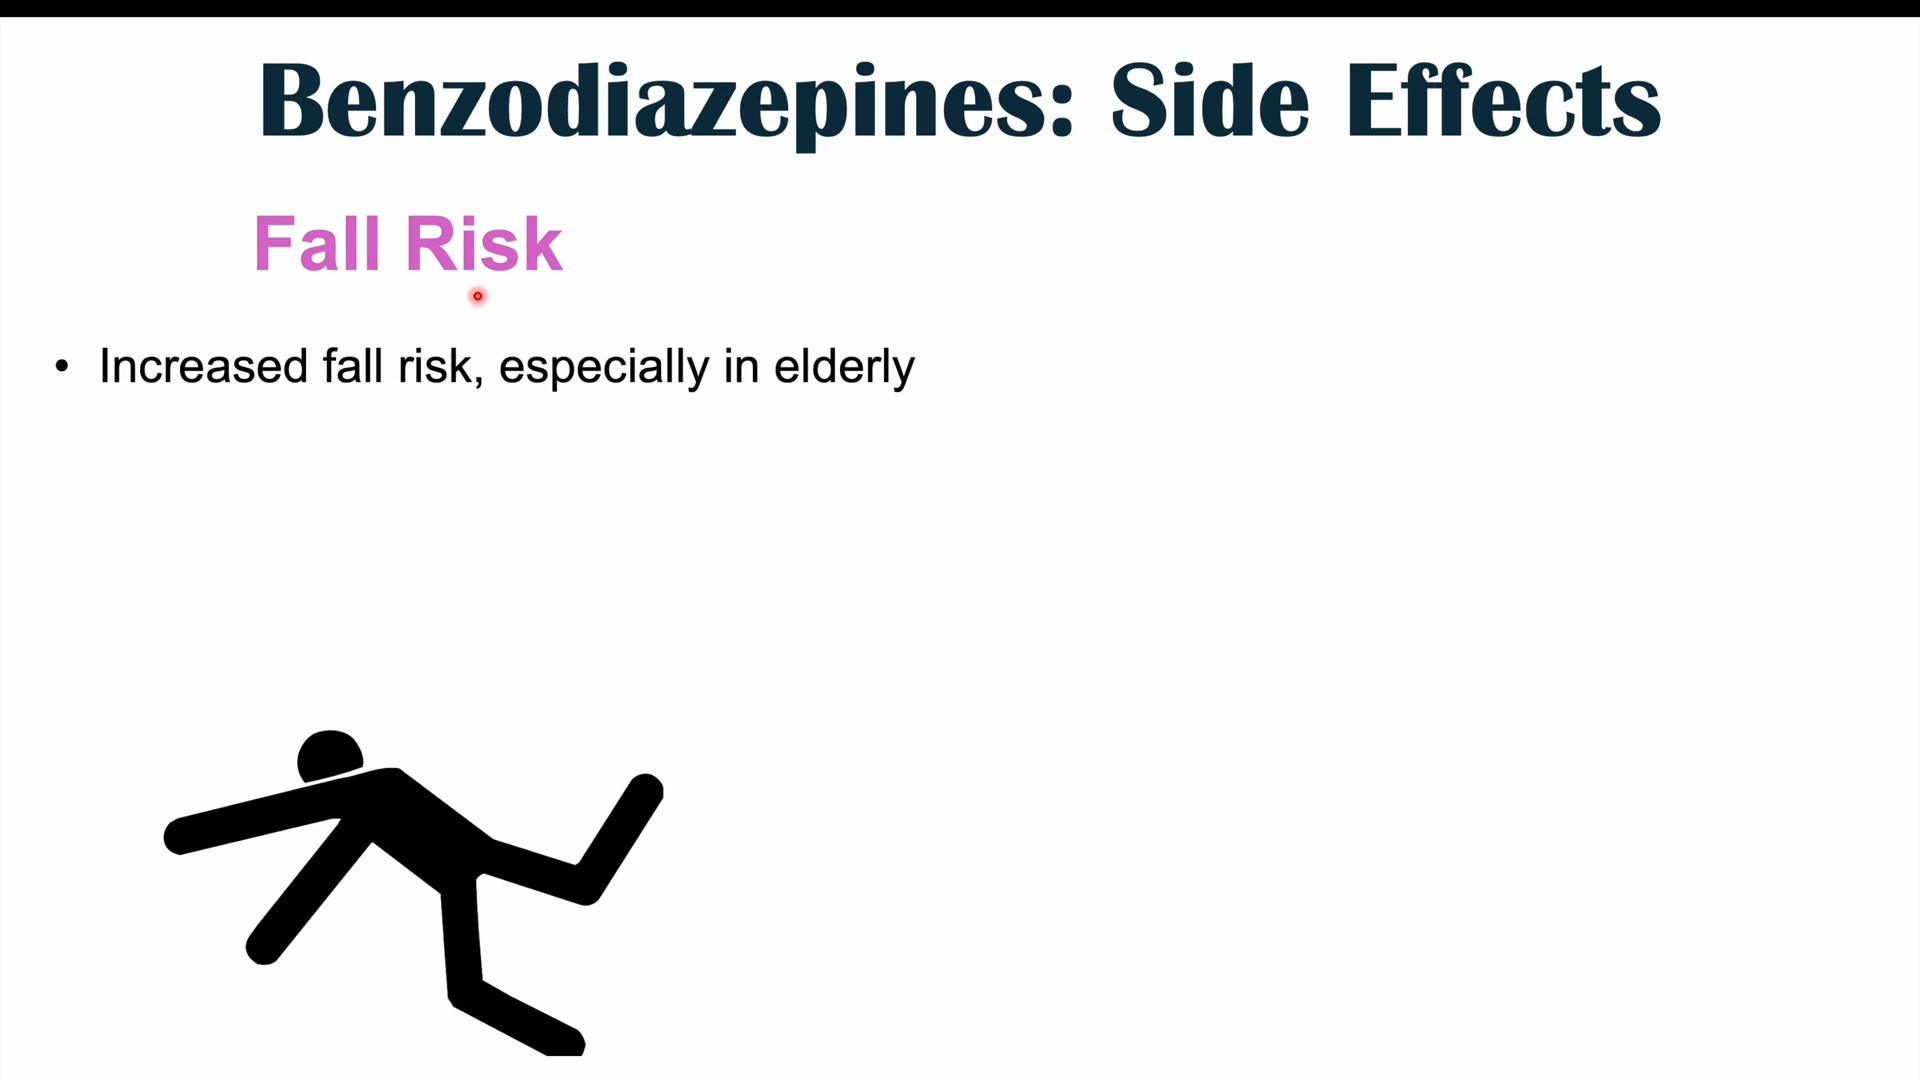 Benzodiazepines: Side Effects
Fall Risk
• Increased fall risk, especially in elderly